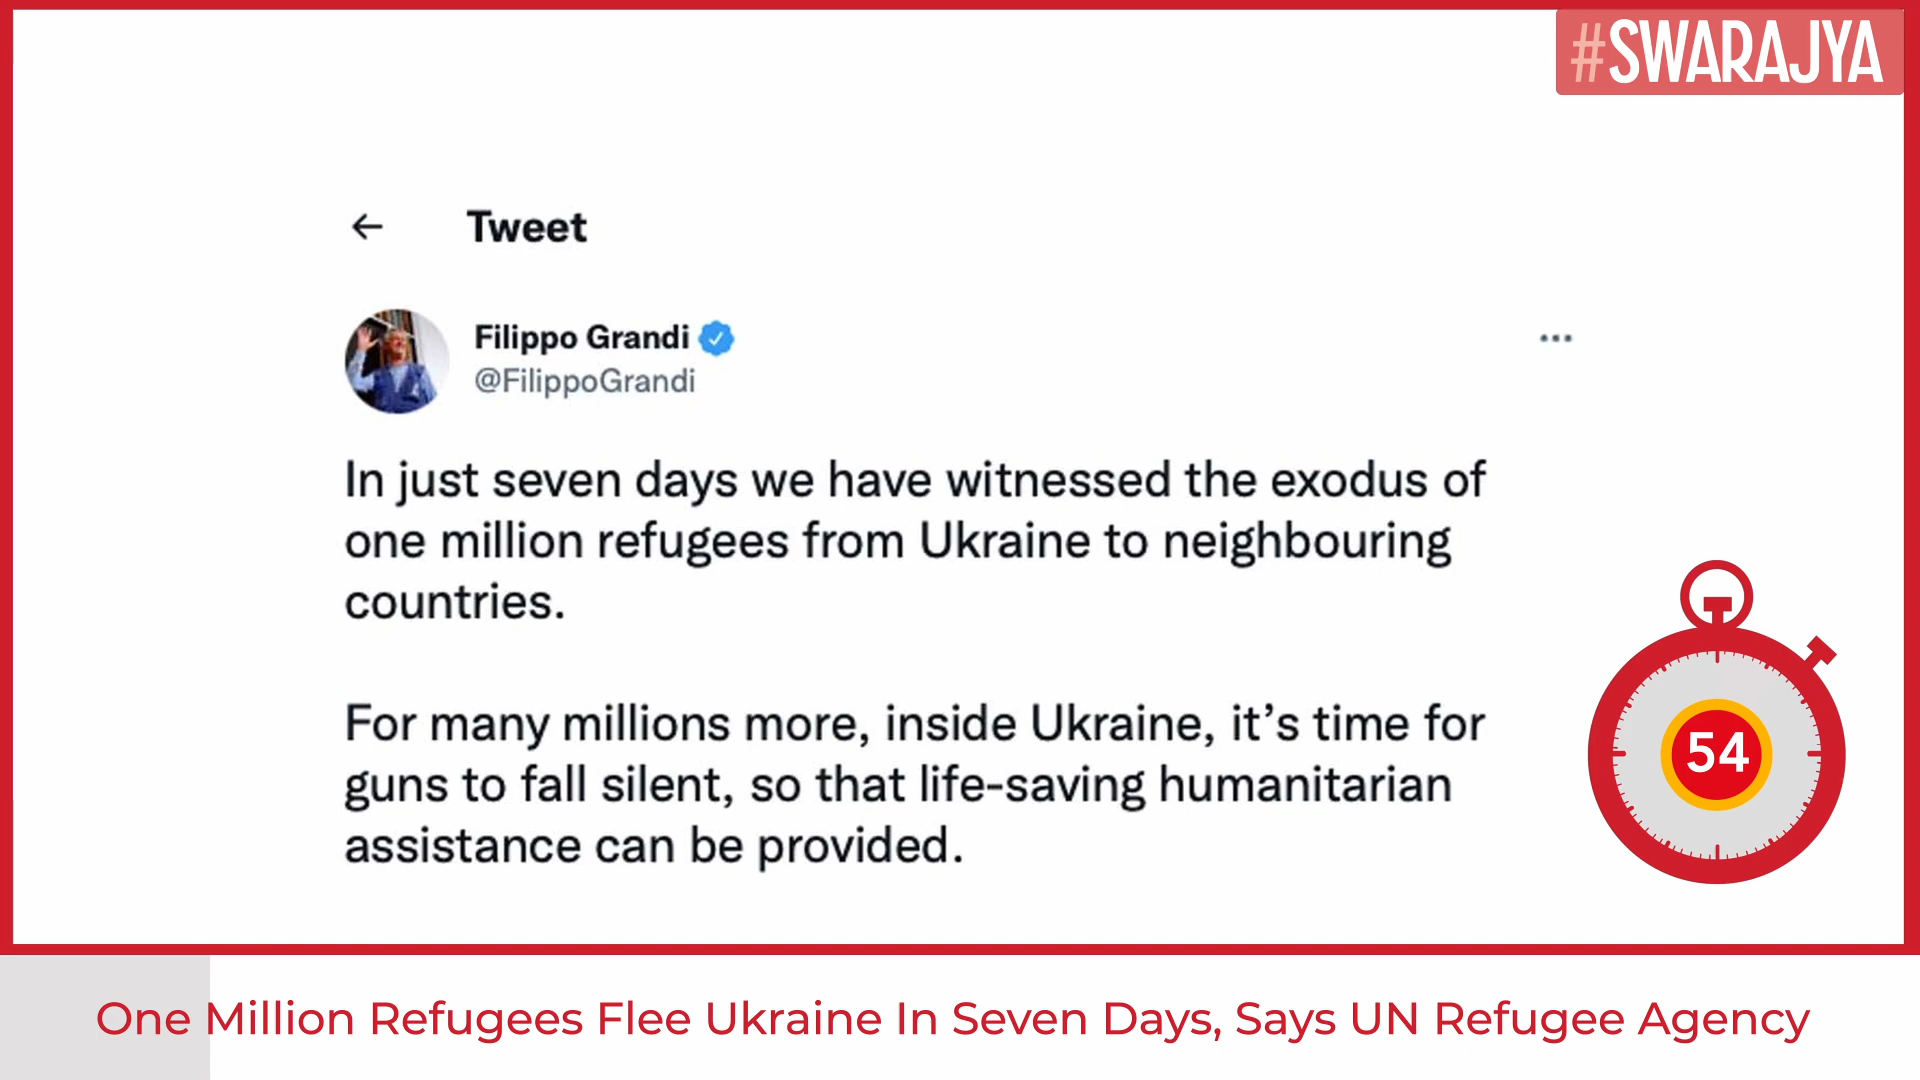 #SWARAJYA
← Tweet
Filippo Grandi
@FilippoGrandi
In just seven days we have witnessed the exodus of
one million refugees from Ukraine to neighbouring
countries.
For many millions more, inside Ukraine, it’s time for
guns to fall silent, so that life-saving humanitarian
assistance can be provided.
54
One Million Refugees Flee Ukraine In Seven Days, Says UN Refugee Agency